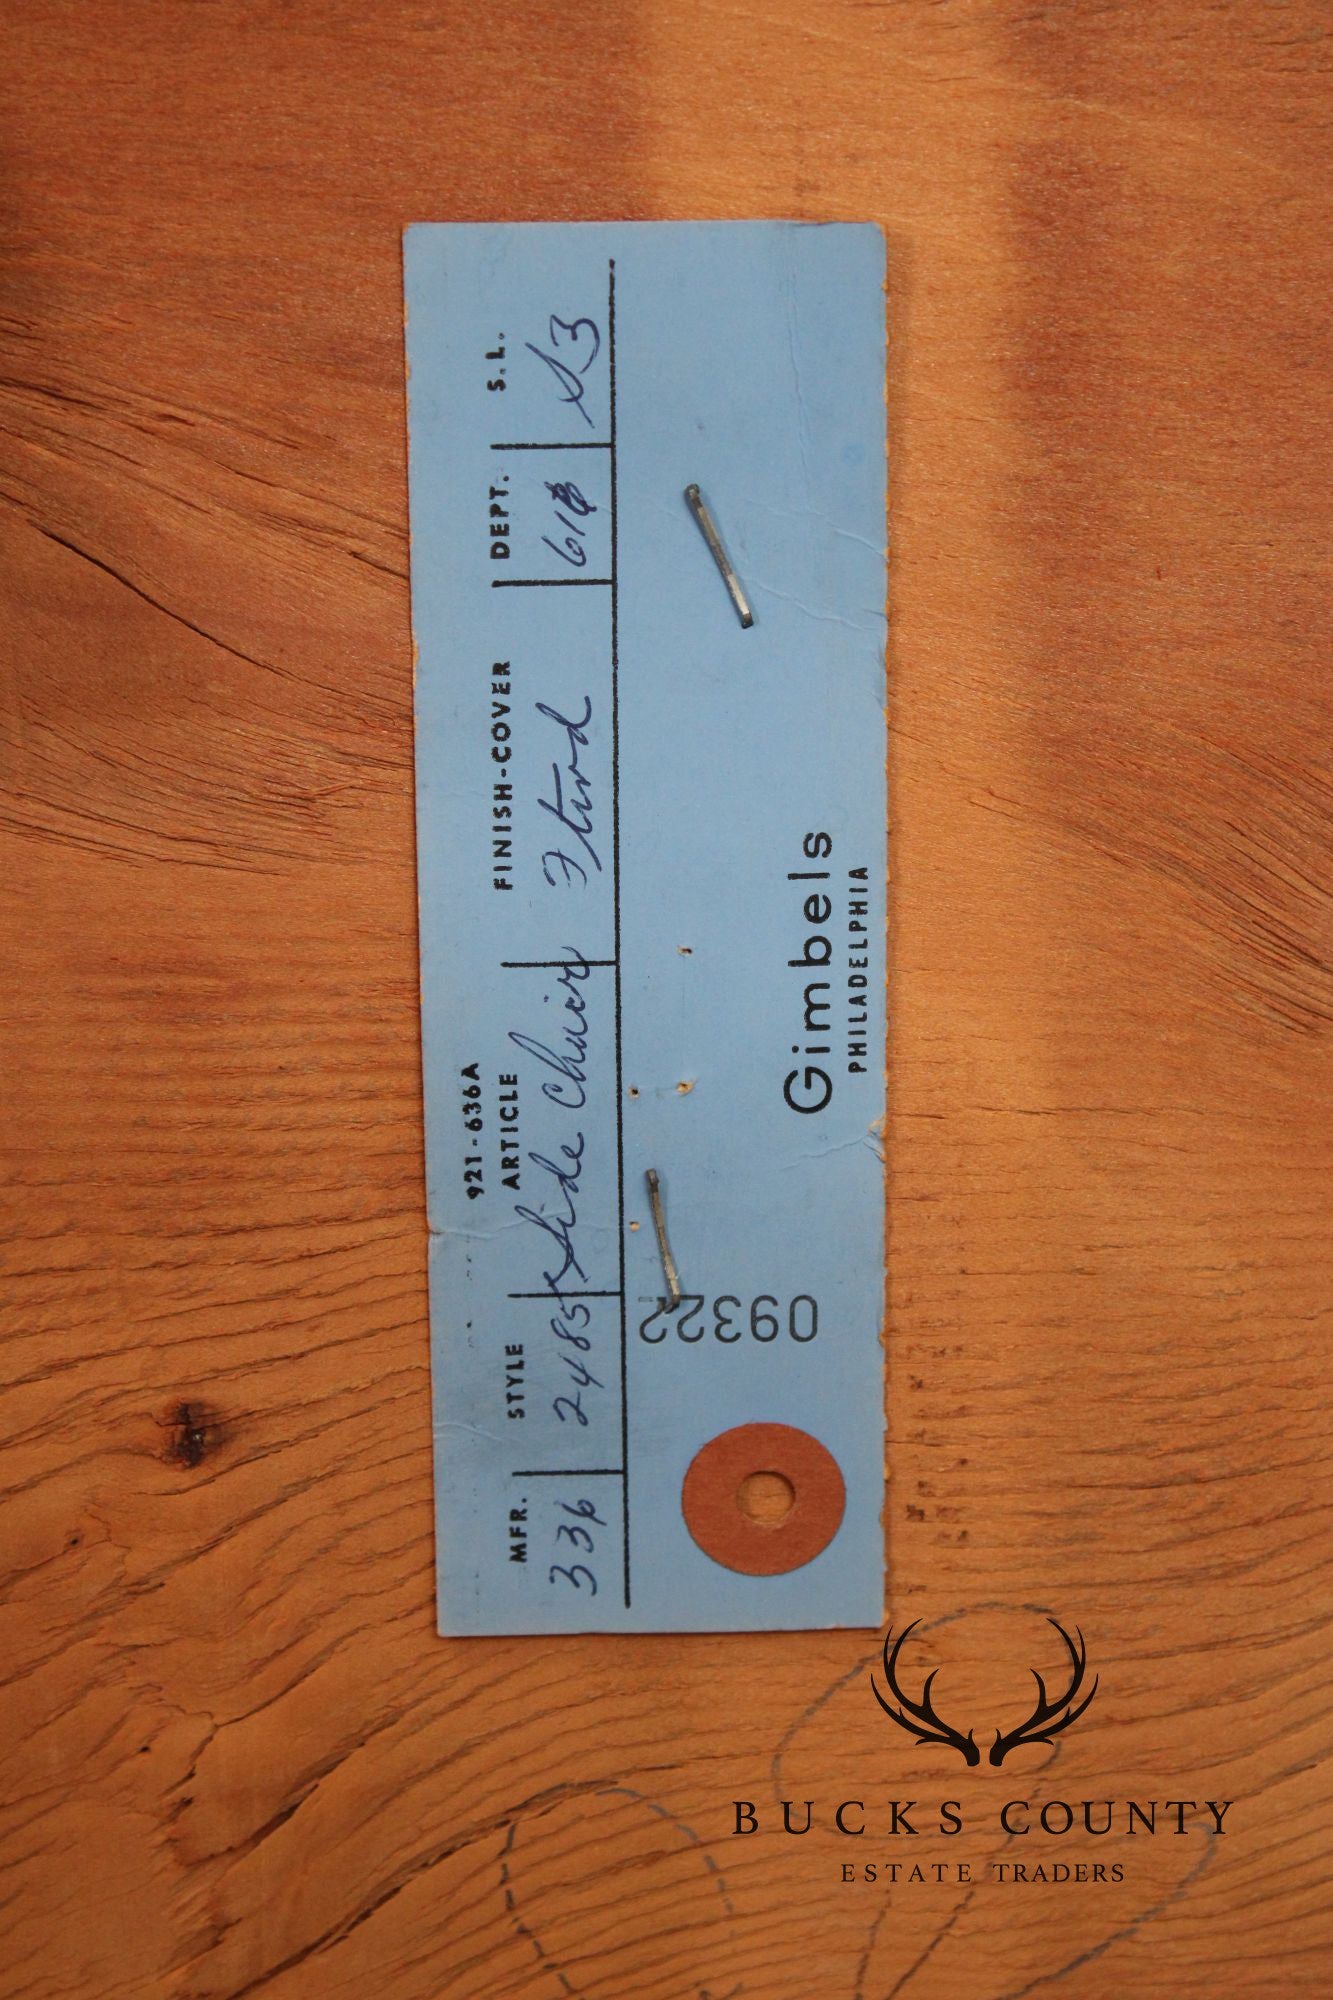 921-636A
MFR. STYLE ARTICLE FINISH-COVER DEPT. S.L.
336 2485 Side Chair 618 S3
09322
Gimbels
PHILADELPHIA
BUCKS COUNTY
ESTATE TRADERS